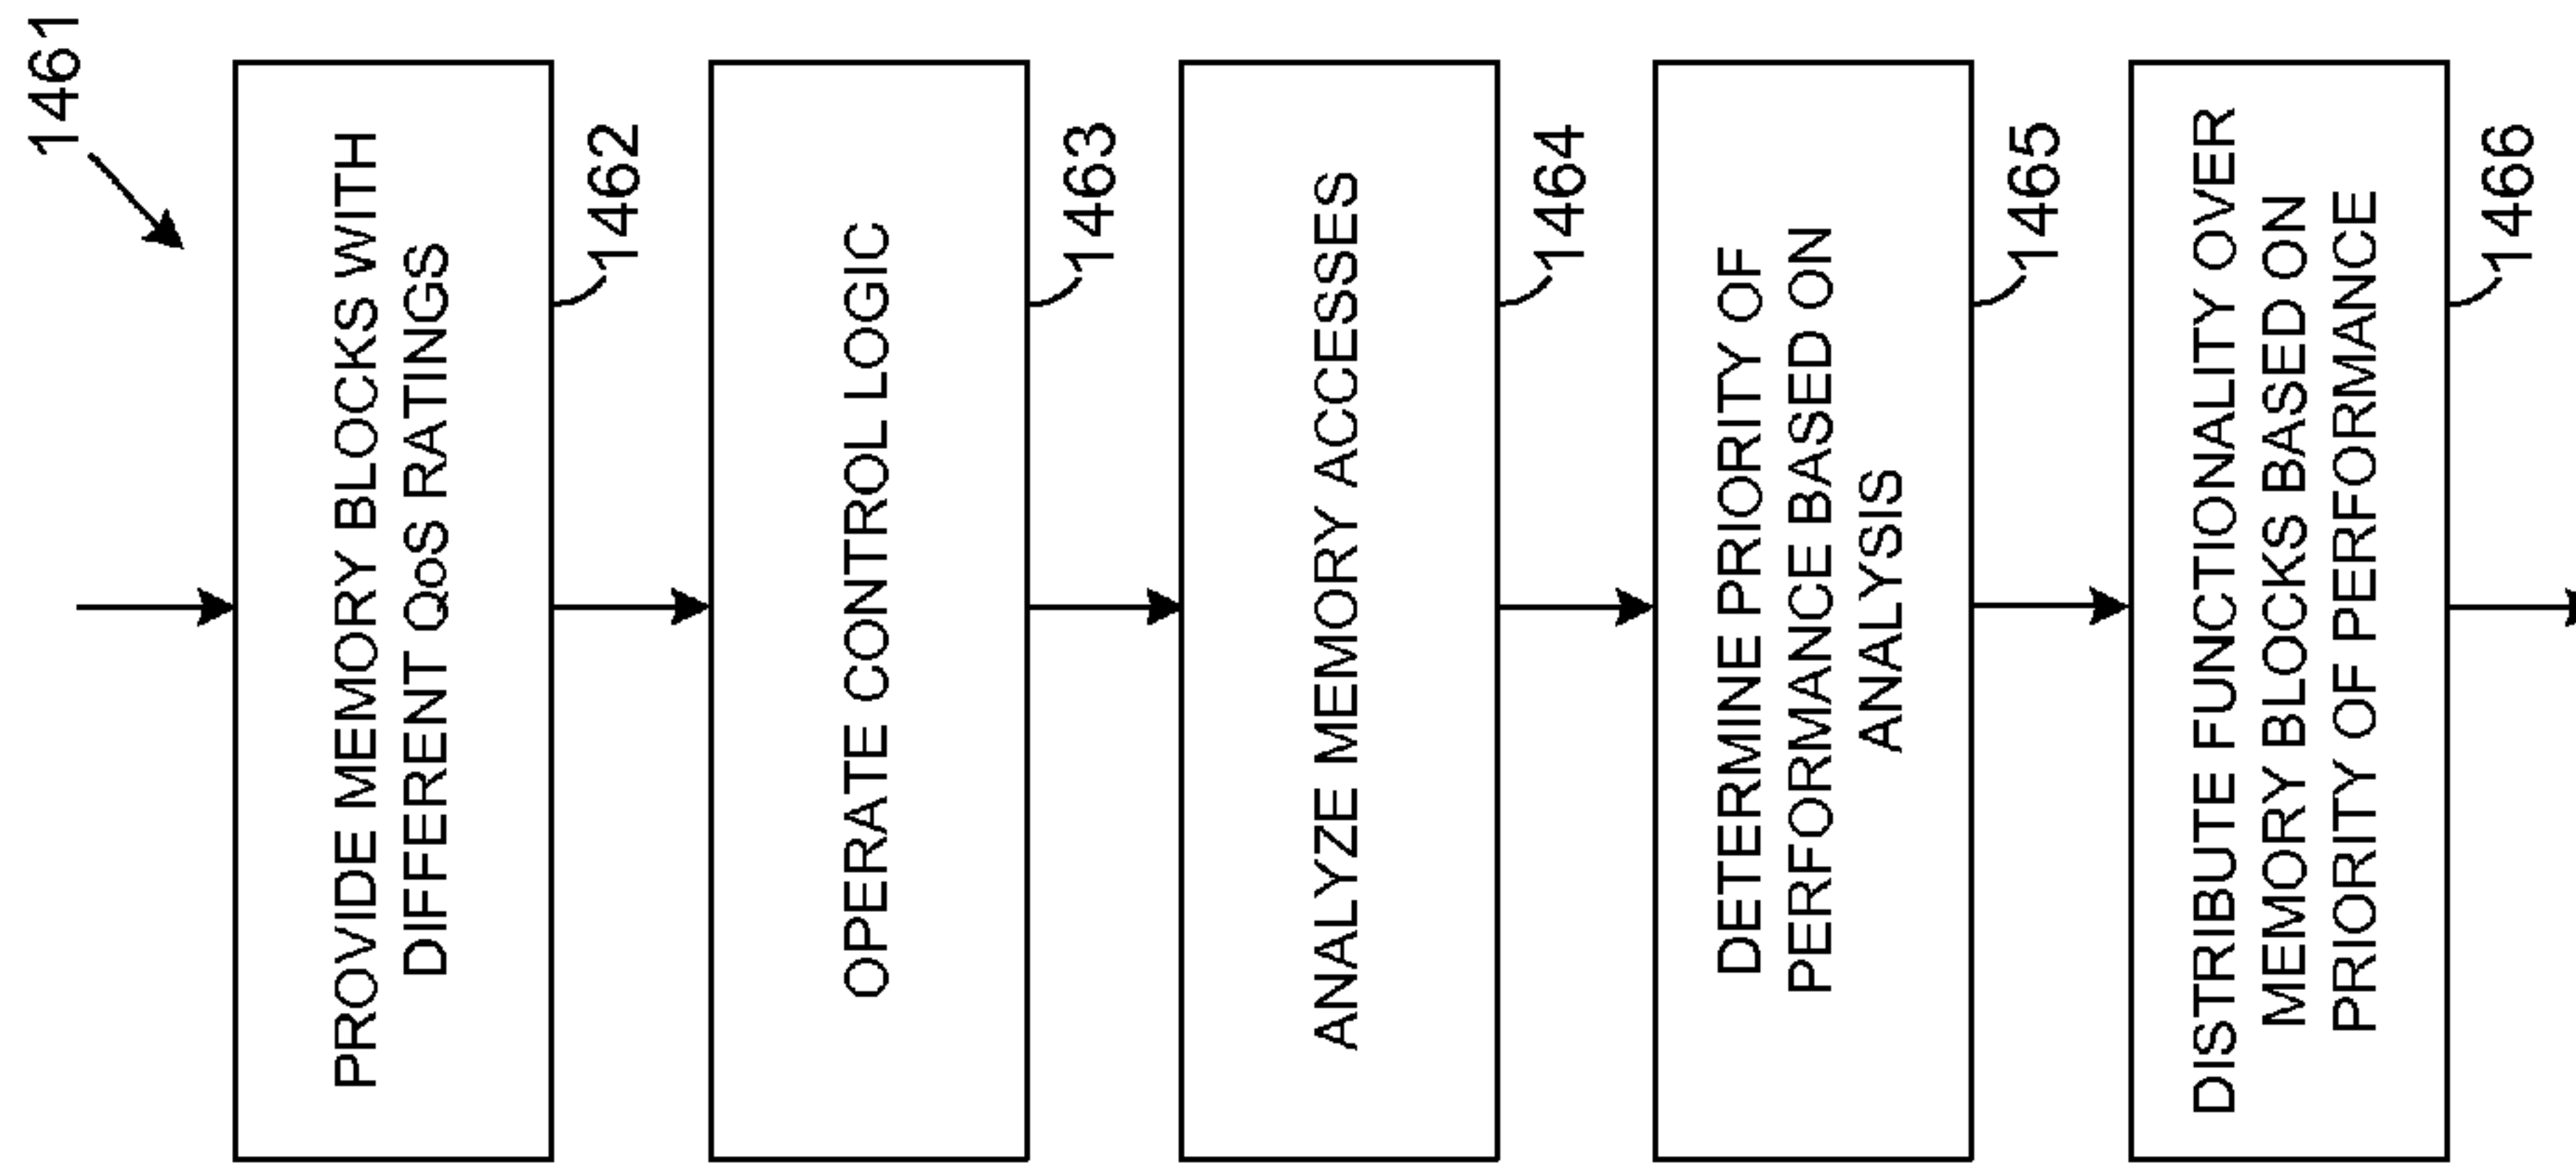 1461
PROVIDE MEMORY BLOCKS WITH
DIFFERENT QoS RATINGS
1462
OPERATE CONTROL LOGIC
1463
ANALYZE MEMORY ACCESSES
1464
DETERMINE PRIORITY OF
PERFORMANCE BASED ON
ANALYSIS
1465
DISTRIBUTE FUNCTIONALITY OVER
MEMORY BLOCKS BASED ON
PRIORITY OF PERFORMANCE
1466